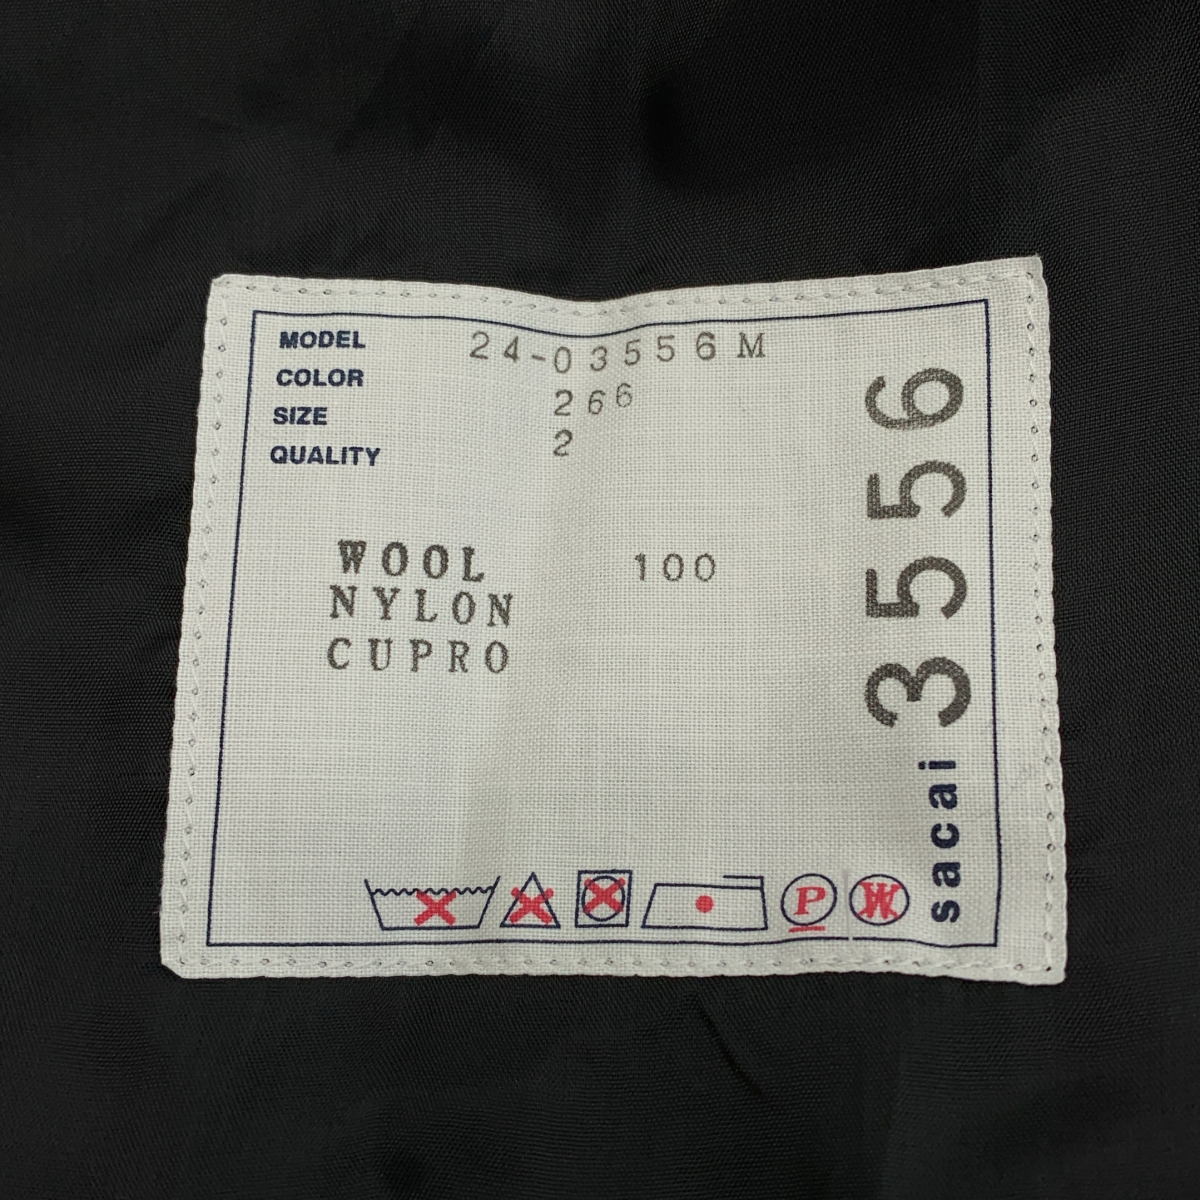 MODEL 24-03556M
COLOR 266
SIZE 2
QUALITY
WOOL 100
NYLON
CUPRO
P W
sacai 3556